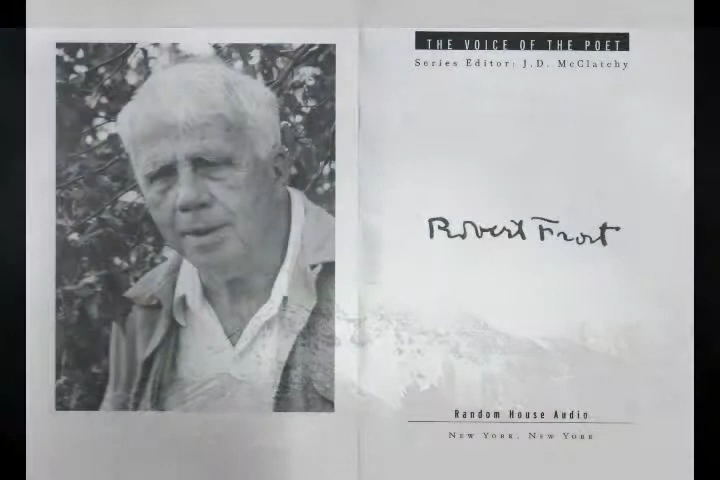 THE VOICE OF THE POET
Series Editor: J.D. McClatchy
Robert Frost
Random House Audio
NEW YORK, NEW YORK